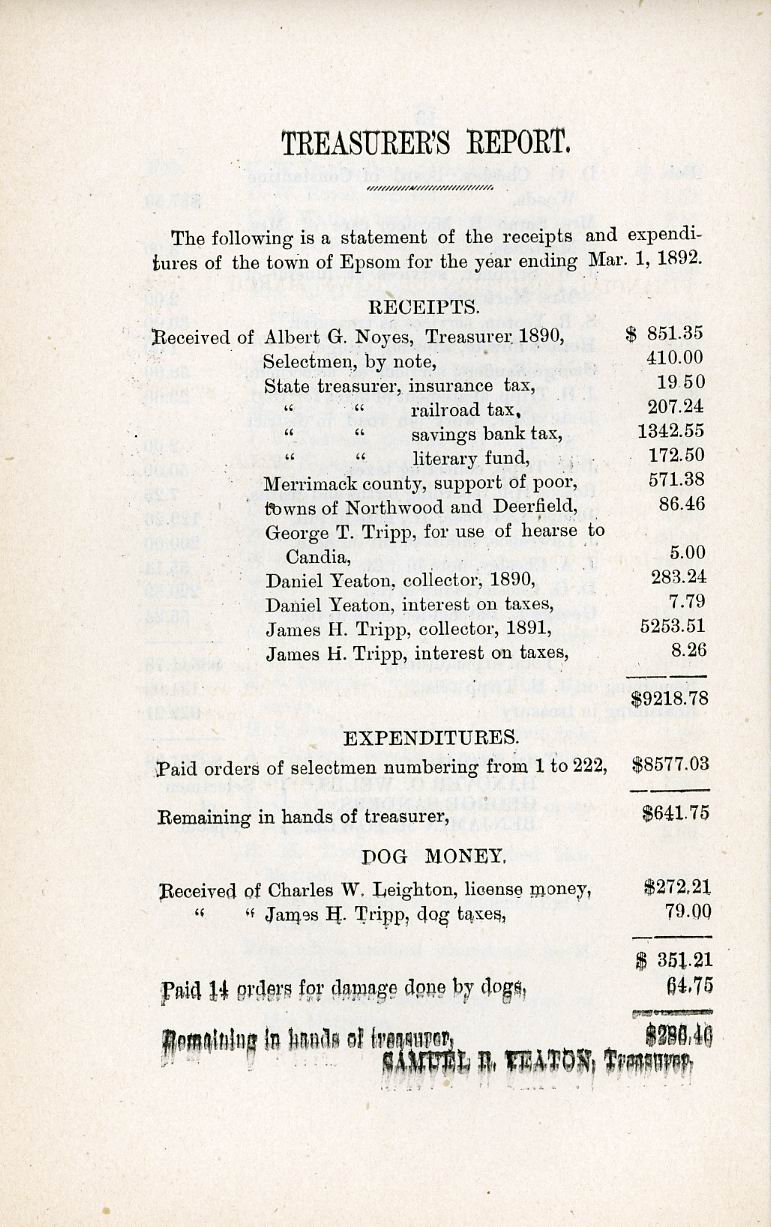 TREASURER'S REPORT.
The following is a statement of the receipts and expendi-
tures of the town of Epsom for the year ending Mar. 1, 1892.
RECEIPTS.
Received of Albert G. Noyes, Treasurer 1890, $ 851.35
Selectmen, by note, 410.00
State treasurer, insurance tax, 19 50
“ “ railroad tax, 207.24
“ “ savings bank tax, 1342.55
“ “ literary fund, 172.50
Merrimack county, support of poor, 571.38
towns of Northwood and Deerfield, 86.46
George T. Tripp, for use of hearse to
Candia, 5.00
Daniel Yeaton, collector, 1890, 283.24
Daniel Yeaton, interest on taxes, 7.79
James H. Tripp, collector, 1891, 5253.51
James H. Tripp, interest on taxes, 8.26
$9218.78
EXPENDITURES.
Paid orders of selectmen numbering from 1 to 222, $8577.03
Remaining in hands of treasurer, $641.75
DOG MONEY.
Received of Charles W. Leighton, license money, $272.21
“ “ James H. Tripp, dog taxes, 79.00
$ 351.21
Paid 14 orders for damage done by dogs, 64.75
Remaining in hands of treasurer, $286.46
SAMUEL R. YEATON, Treasurer.